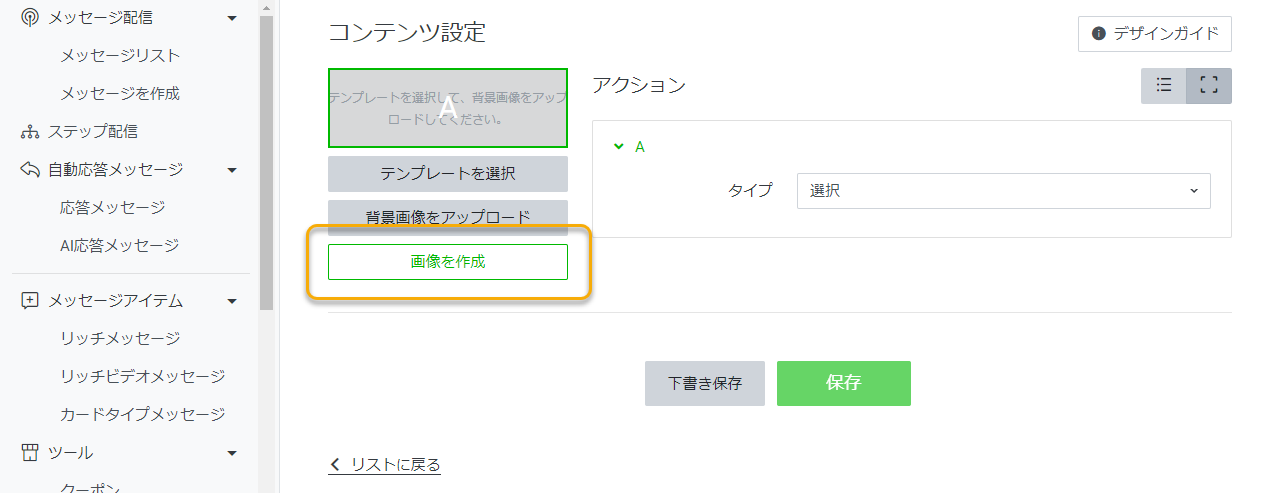 メッセージ配信
メッセージリスト
メッセージを作成
ステップ配信
自動応答メッセージ
応答メッセージ
AI応答メッセージ
メッセージアイテム
リッチメッセージ
リッチビデオメッセージ
カードタイプメッセージ
ツール
クーポン
コンテンツ設定
デザインガイド
テンプレートを選択して、背景画像をアップ
ロードしてください。
A
テンプレートを選択
背景画像をアップロード
画像を作成
アクション
A
タイプ
選択
下書き保存
保存
リストに戻る